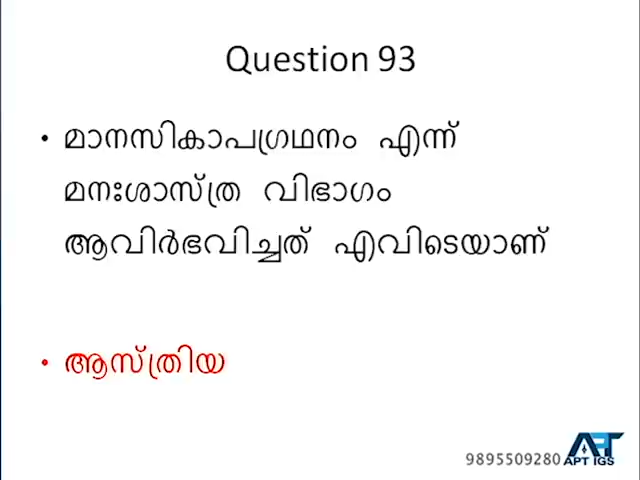 Question 93
• മാനസികാപഗ്രഥനം എന്ന്
മനഃശാസ്ത്ര വിഭാഗം
ആവിർഭവിച്ചത് എവിടെയാണ്
• ആസ്ത്രിയ
9895509280 APT IGS